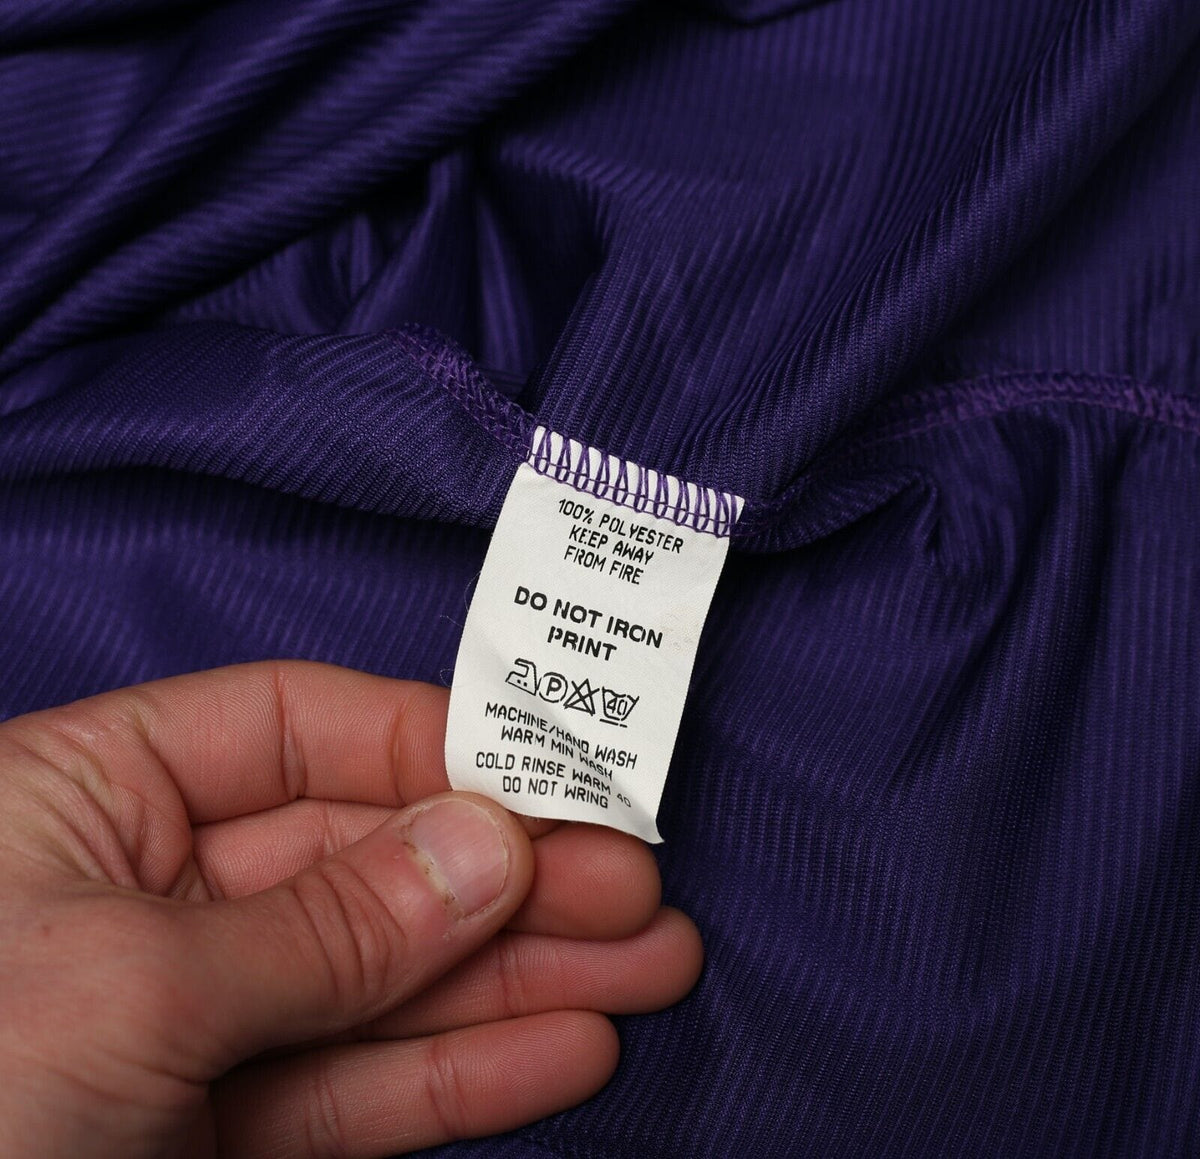 100% POLYESTER
KEEP AWAY
FROM FIRE
DO NOT IRON
PRINT
P 40
MACHINE/HAND WASH
WARM MIN WASH
COLD RINSE WARM 40
DO NOT WRING